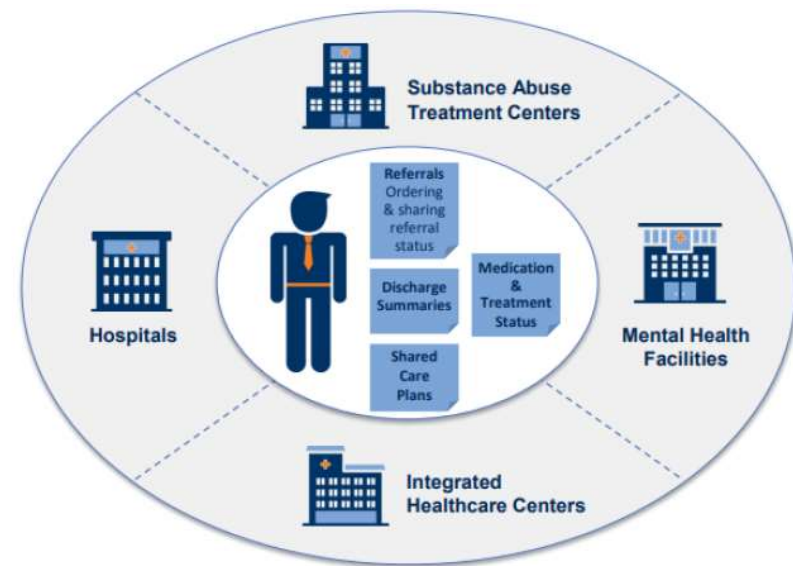 Substance Abuse
Treatment Centers
Referrals
Ordering
& sharing
referral
status
Discharge
Summaries
Medication
&
Treatment
Status
Shared
Care
Plans
Hospitals
Mental Health
Facilities
Integrated
Healthcare Centers